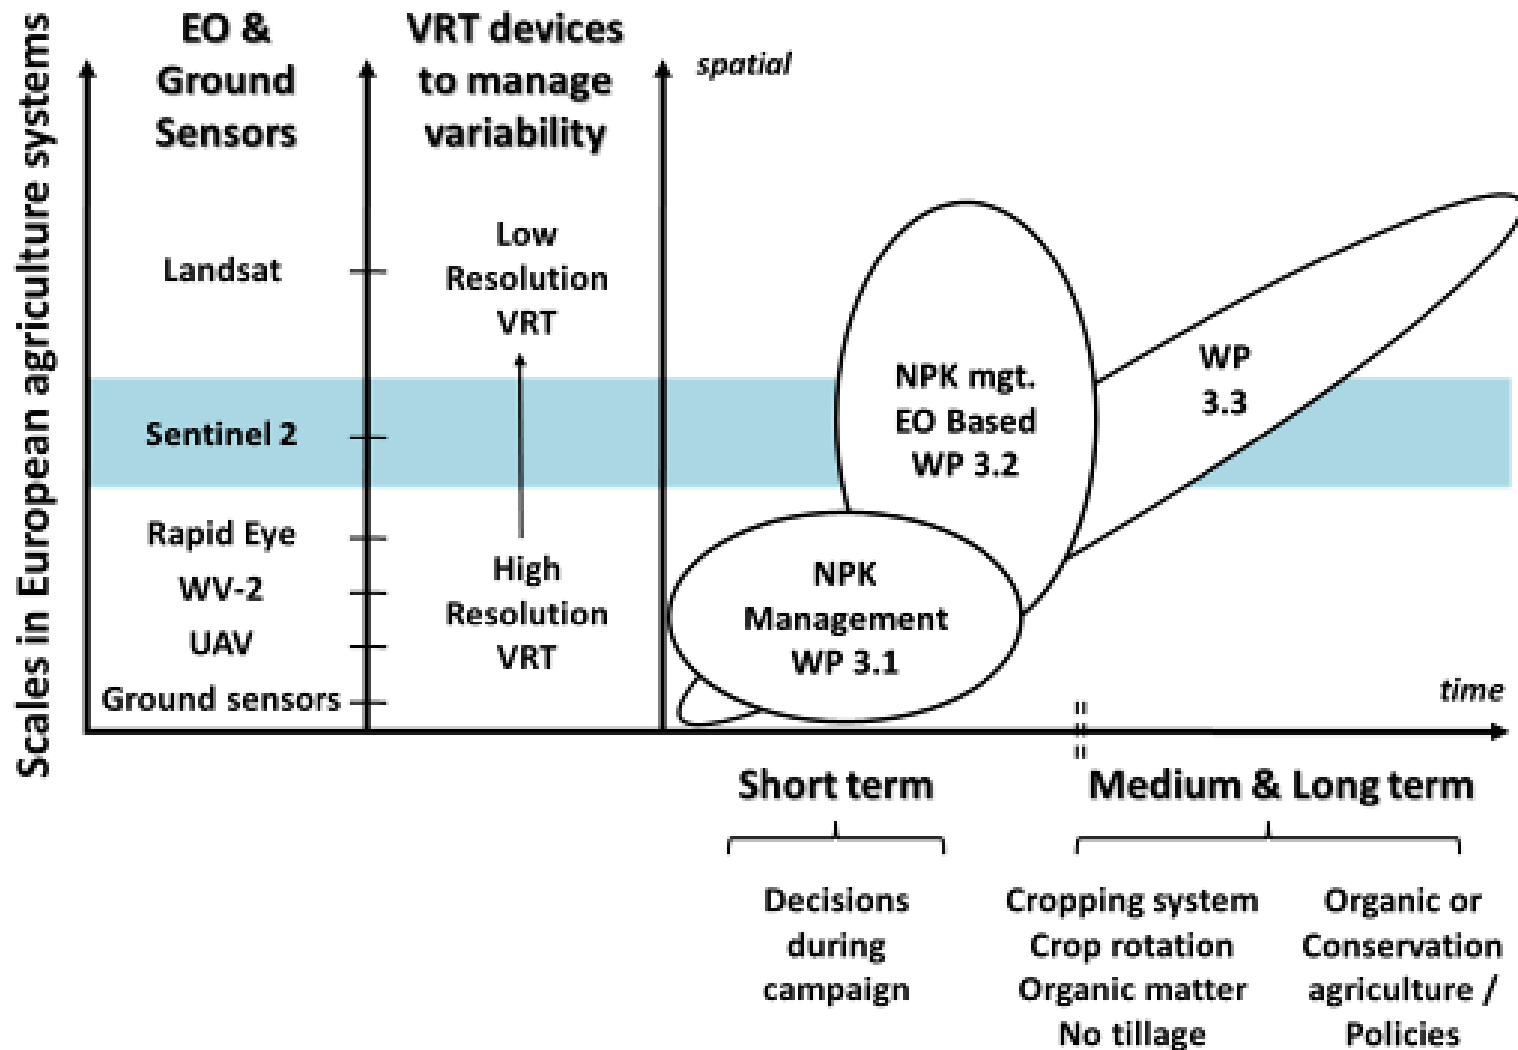 Scales in European agriculture systems
EO &
Ground
Sensors
VRT devices
to manage
variability
spatial
Landsat
Sentinel 2
Rapid Eye
WV-2
UAV
Ground sensors
Low
Resolution
VRT
High
Resolution
VRT
NPK mgt.
EO Based
WP 3.2
WP
3.3
NPK
Management
WP 3.1
time
Short term
Medium & Long term
Decisions
during
campaign
Cropping system
Crop rotation
Organic matter
No tillage
Organic or
Conservation
agriculture /
Policies